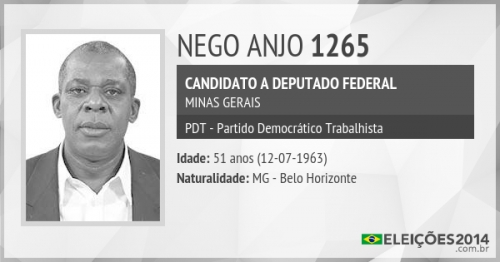 NEGO ANJO 1265
CANDIDATO A DEPUTADO FEDERAL
MINAS GERAIS
PDT - Partido Democrático Trabalhista
Idade: 51 anos (12-07-1963)
Naturalidade: MG - Belo Horizonte
ELEIÇÕES2014
.com.br